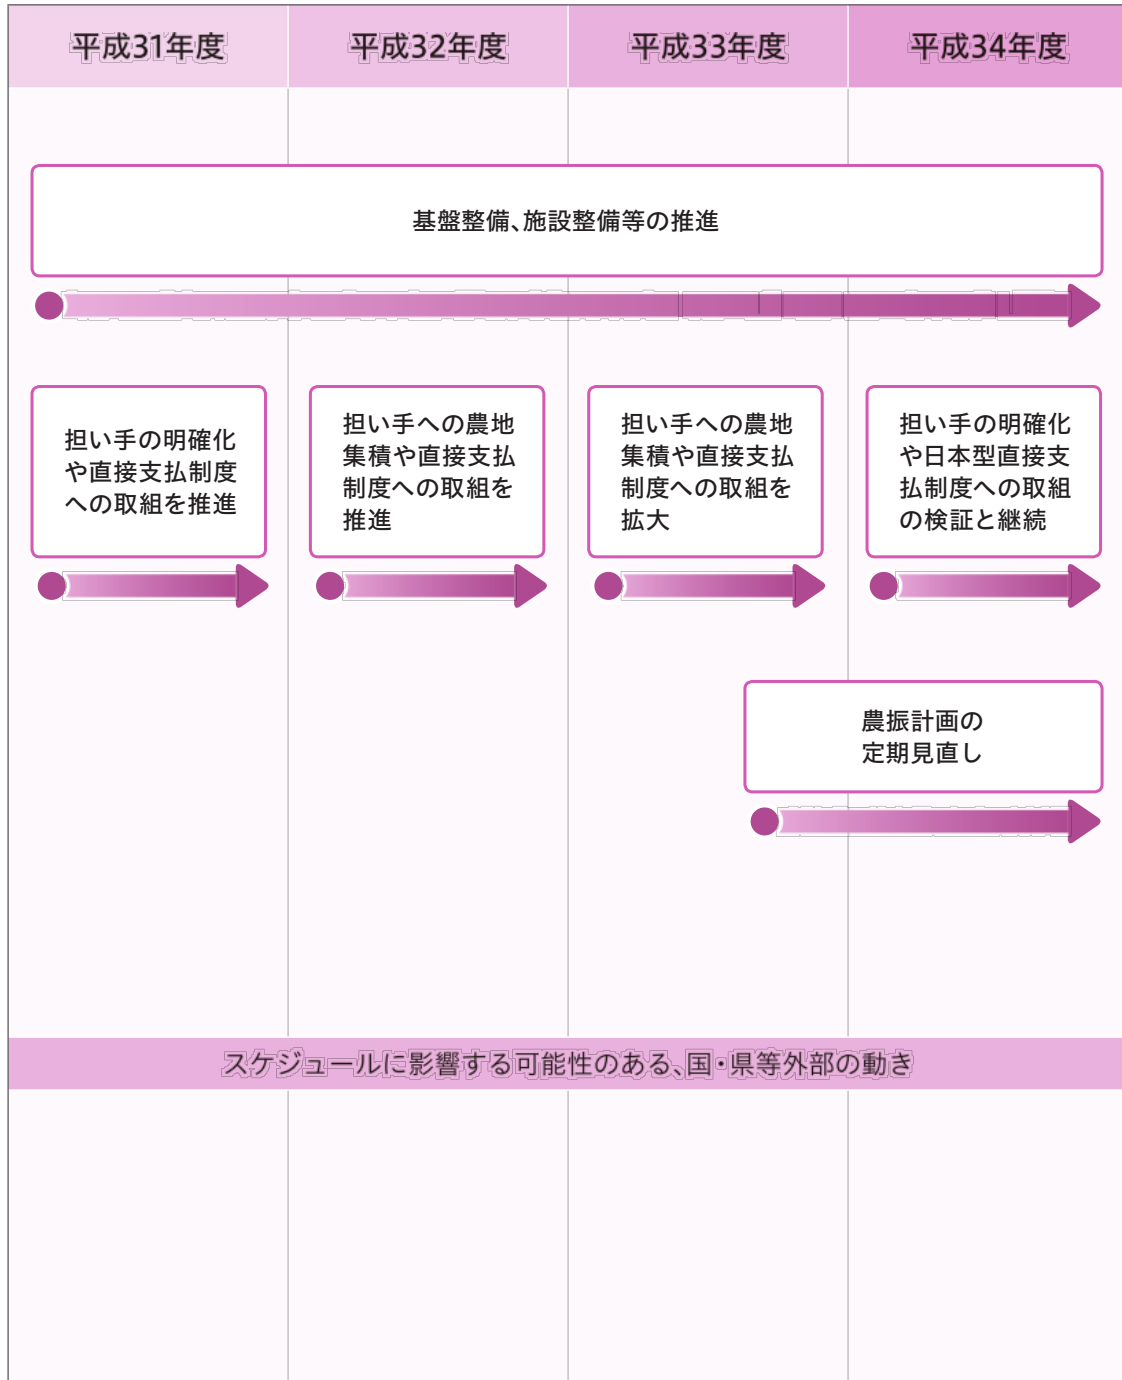 平成31年度
平成32年度
平成33年度
平成34年度
基盤整備、施設整備等の推進
担い手の明確化
や直接支払制度
への取組を推進
担い手への農地
集積や直接支払
制度への取組を
推進
担い手への農地
集積や直接支払
制度への取組を
拡大
担い手の明確化
や日本型直接支
払制度への取組
の検証と継続
農振計画の
定期見直し
スケジュールに影響する可能性のある、国・県等外部の動き